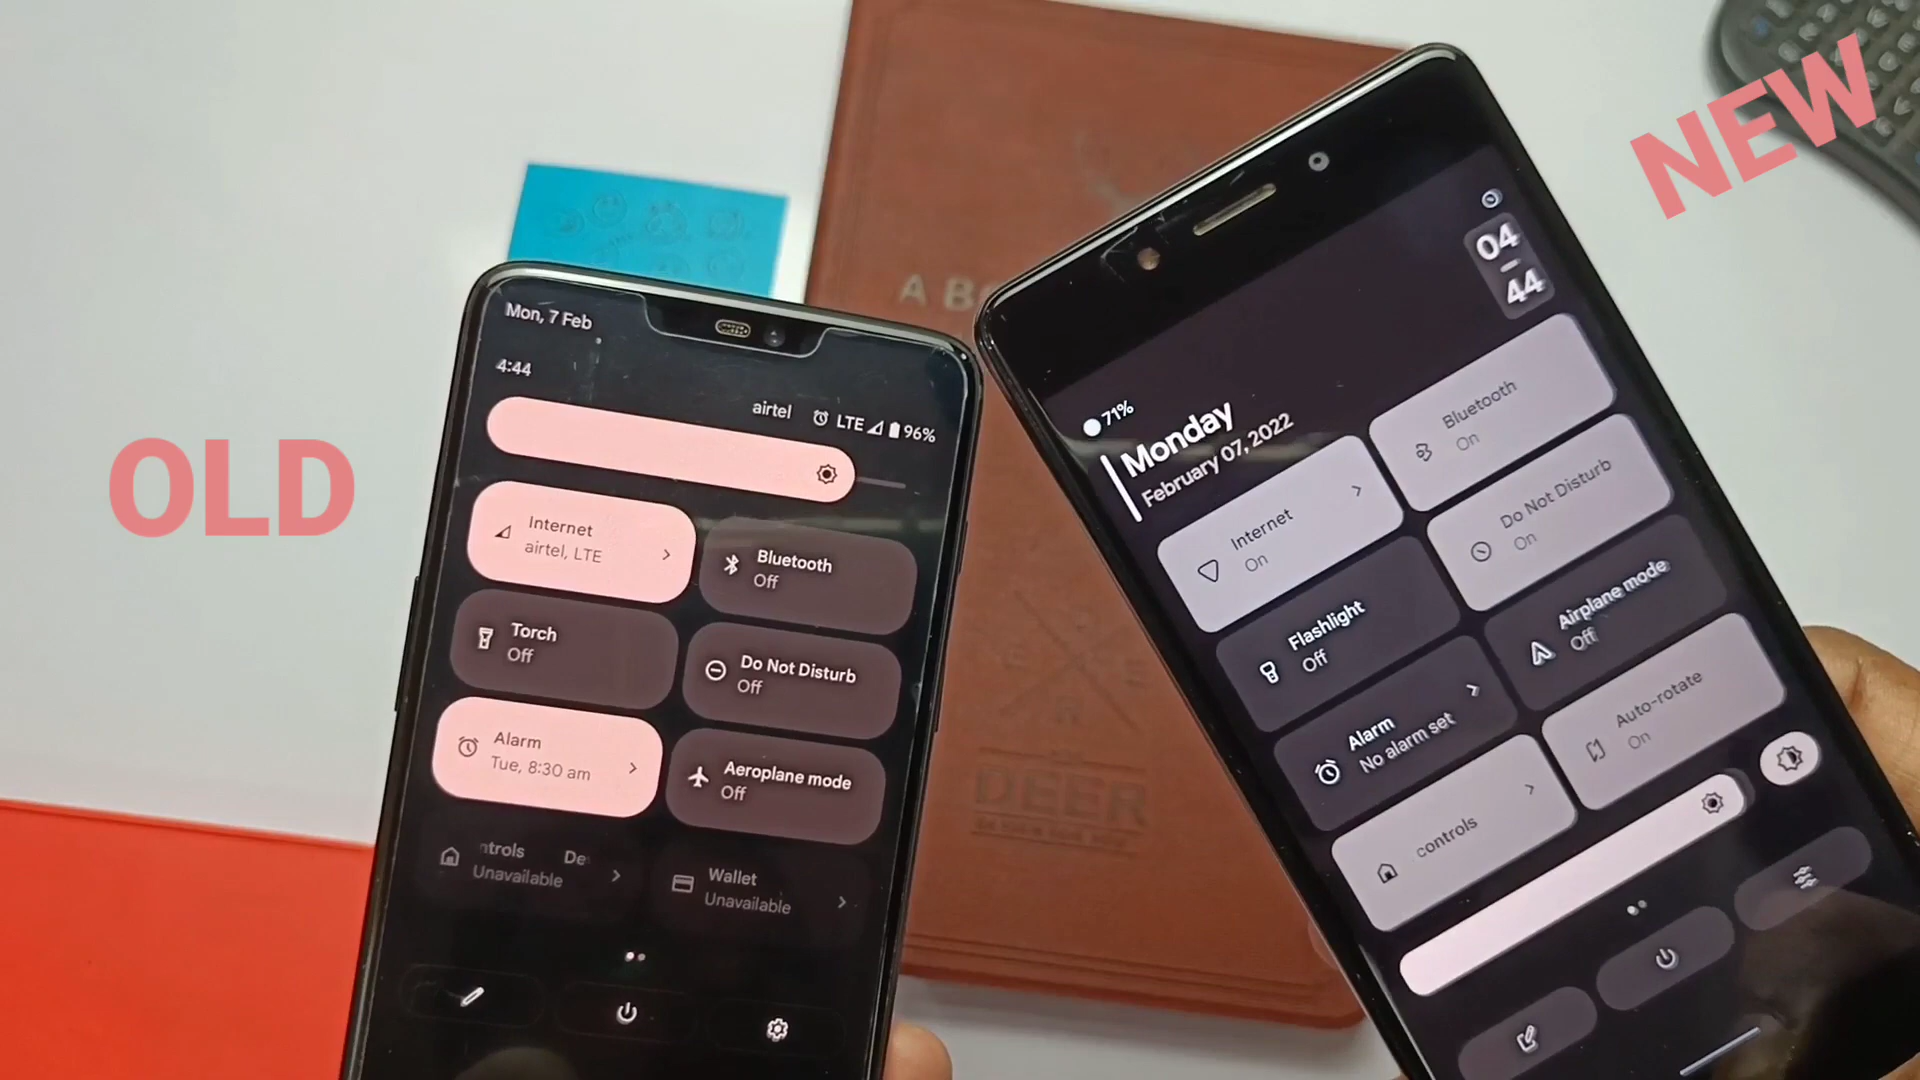 OLD
NEW
Mon, 7 Feb
4:44
airtel LTE 96%
Internet
airtel, LTE
Bluetooth
Off
Torch
Off
Do Not Disturb
Off
Alarm
Tue, 8:30 am
Aeroplane mode
Off
ntrols De
Unavailable
Wallet
Unavailable
04
44
71%
Monday
February 07, 2022
Internet
On
Bluetooth
On
Flashlight
Off
Do Not Disturb
On
Alarm
No alarm set
Airplane mode
Off
controls
Auto-rotate
On
A B
DEER